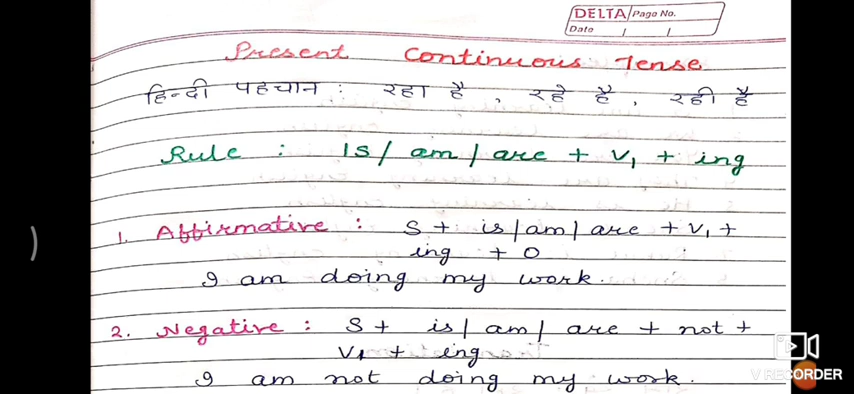 DELTA Page No.
Date / /
Present Continuous Tense
हिन्दी पहचान : रहा है, रहे है, रही है
Rule : Is/ am/ are + V1 + ing
1. Affirmative : S + is/am/are + V1 +
ing + O
I am doing my work.
2. Negative : S + is/ am/ are + not +
V1 + ing
I am not doing my work.
V RECORDER